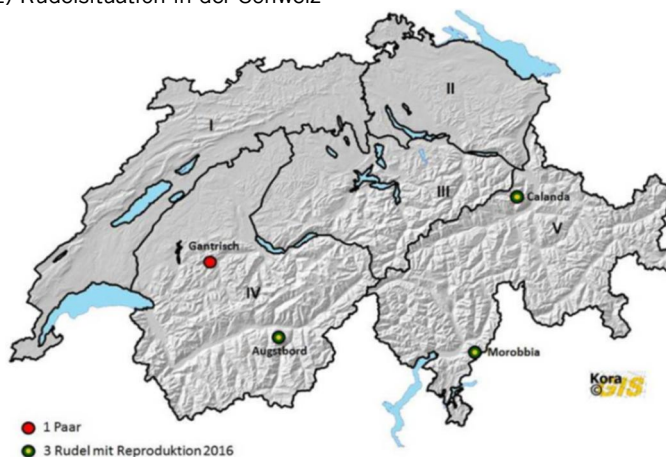 Rudelsituation in der Schweiz
I
II
III
Calanda
V
Gantrisch
IV
Augstbord
Morobbia
Kora
©GIS
1 Paar
3 Rudel mit Reproduktion 2016